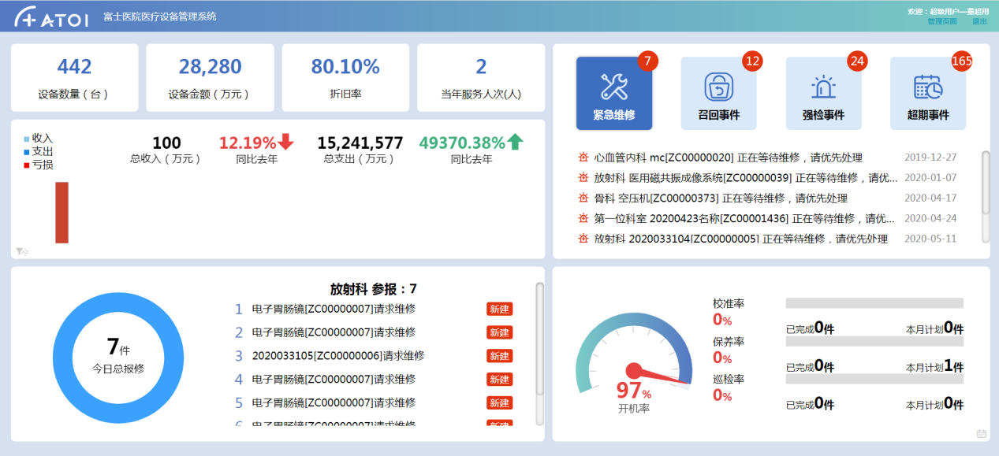 ATOI 富士医院医疗设备管理系统
欢迎：超级用户—董超用
管理页面 退出
442
设备数量（台）
28,280
设备金额（万元）
80.10%
折旧率
2
当年服务人次(人)
收入
支出
亏损
100
总收入（万元）
12.19%
同比去年
15,241,577
总支出（万元）
49370.38%
同比去年
7
紧急维修
12
召回事件
24
强检事件
165
超期事件
心血管内科 mc[ZC00000020] 正在等待维修，请优先处理 2019-12-27
放射科 医用磁共振成像系统[ZC00000039] 正在等待维修，请优... 2020-01-07
骨科 空压机[ZC00000373] 正在等待维修，请优先处理 2020-04-17
第一位科室 20200423名称[ZC00001436] 正在等待维修，请优... 2020-04-24
放射科 2020033104[ZC00000005] 正在等待维修，请优先处理 2020-05-11
7件
今日总报修
放射科 参报：7
1 电子胃肠镜[ZC00000007]请求维修 新建
2 电子胃肠镜[ZC00000007]请求维修 新建
3 2020033105[ZC00000006]请求维修 新建
4 电子胃肠镜[ZC00000007]请求维修 新建
5 电子胃肠镜[ZC00000007]请求维修 新建
6 电子胃肠镜[ZC00000007]请求维修 新建
97%
开机率
校准率
0%
已完成0件 本月计划0件
保养率
0%
已完成0件 本月计划1件
巡检率
0%
已完成0件 本月计划0件